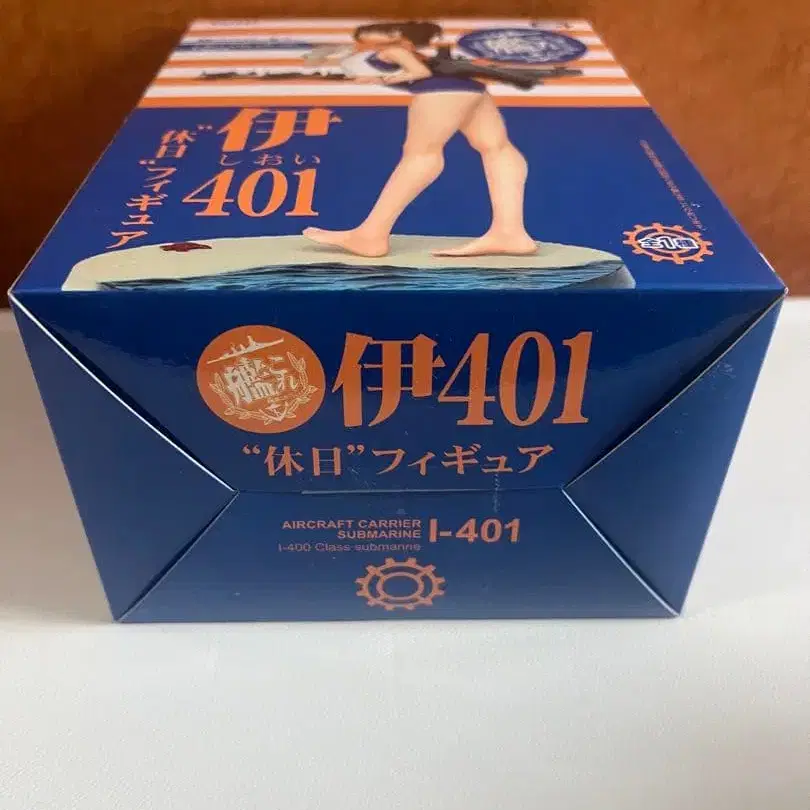 伊
しおい
401
“休日”フィギュア
艦これ
伊401
“休日”フィギュア
AIRCRAFT CARRIER
SUBMARINE
I-401
I-400 Class submarine